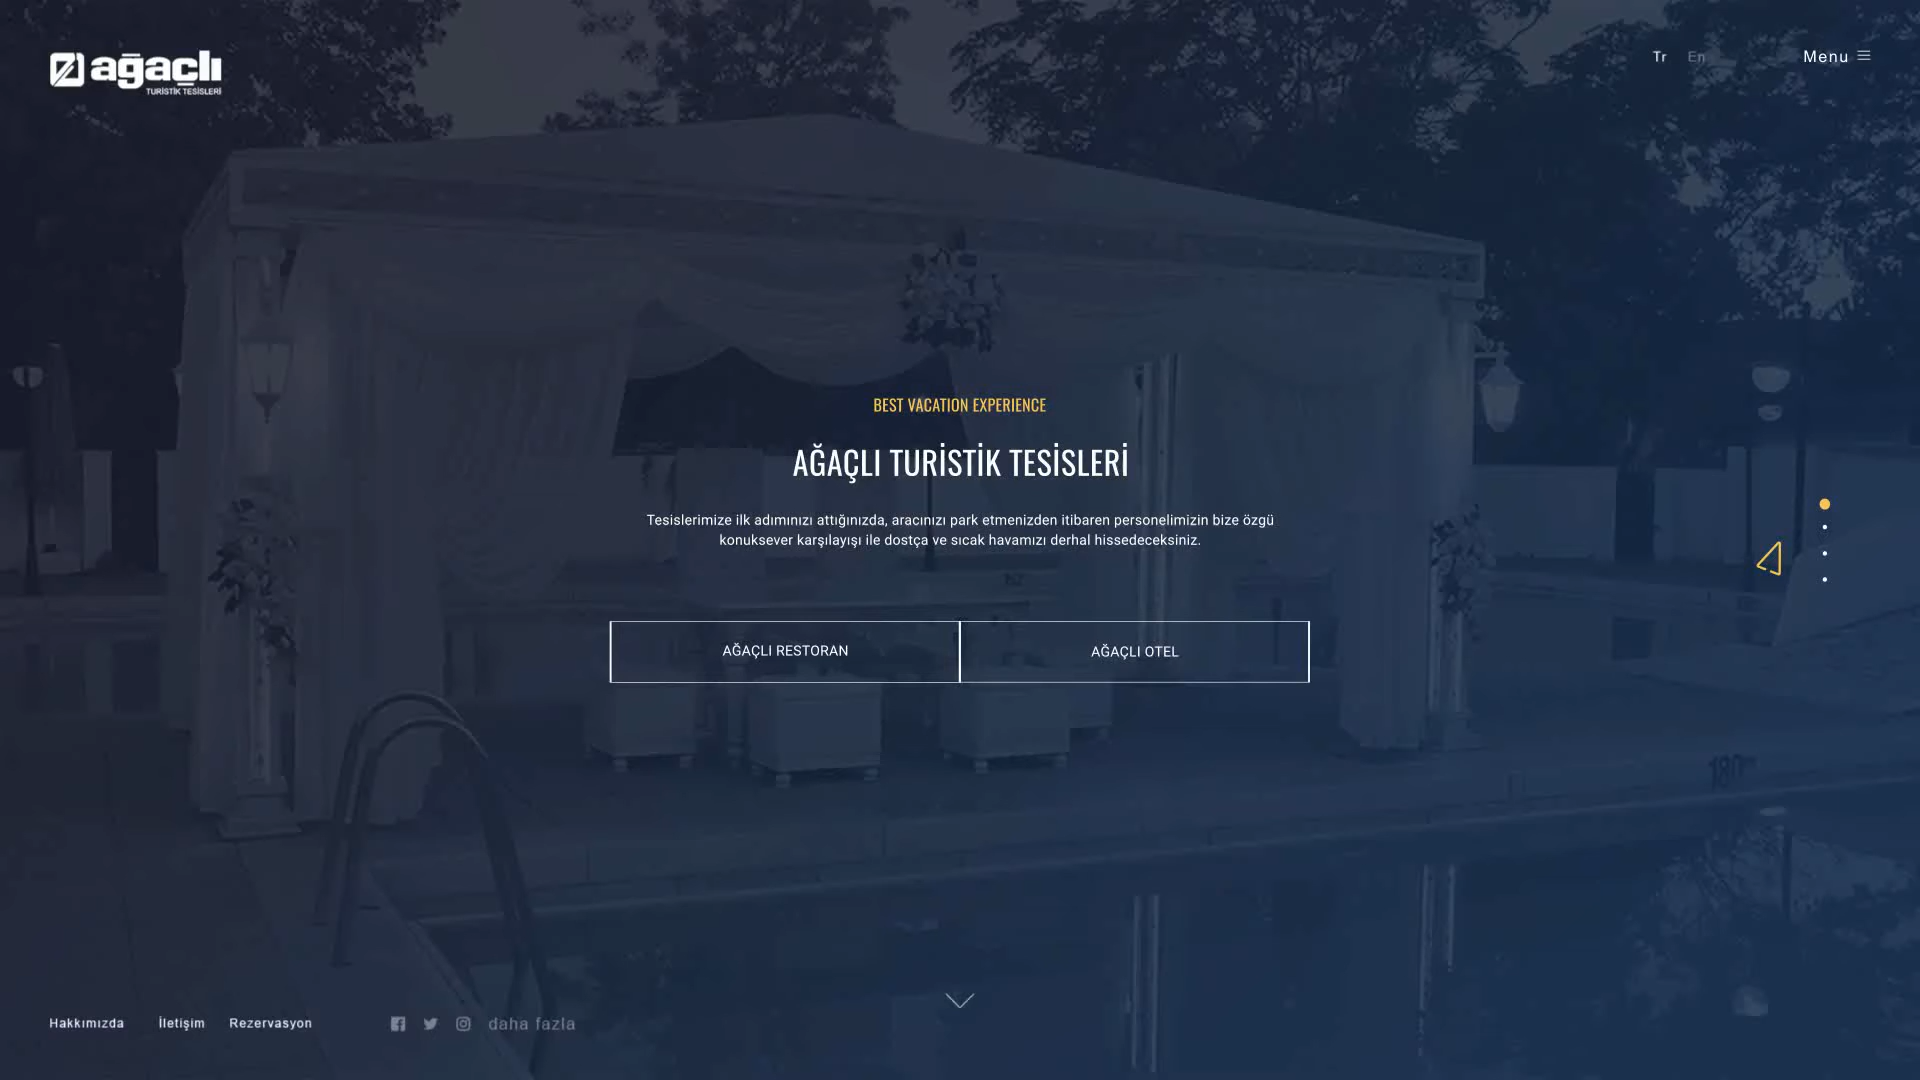 ağaçlı
TURİSTİK TESİSLERİ
Tr En
Menu
BEST VACATION EXPERIENCE
AĞAÇLI TURİSTİK TESİSLERİ
Tesislerimize ilk adımınızı attığınızda, aracınızı park etmenizden itibaren personelimizin bize özgü
konuksever karşılayışı ile dostça ve sıcak havamızı derhal hissedeceksiniz.
AĞAÇLI RESTORAN
AĞAÇLI OTEL
180
Hakkımızda İletişim Rezervasyon daha fazla